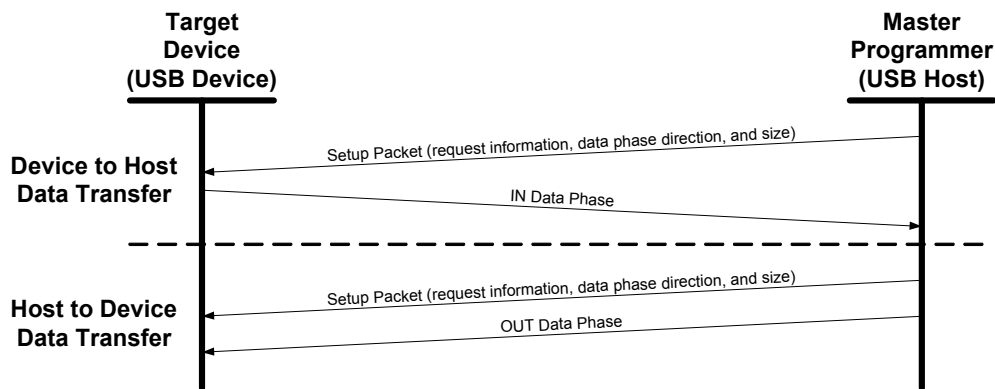 Target
Device
(USB Device)
Master
Programmer
(USB Host)
Device to Host
Data Transfer
Setup Packet (request information, data phase direction, and size)
IN Data Phase
Host to Device
Data Transfer
Setup Packet (request information, data phase direction, and size)
OUT Data Phase